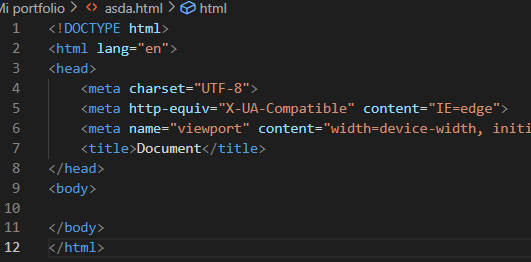 Mi portfolio > <> asda.html > html
1 <!DOCTYPE html>
2 <html lang="en">
3 <head>
4     <meta charset="UTF-8">
5     <meta http-equiv="X-UA-Compatible" content="IE=edge">
6     <meta name="viewport" content="width=device-width, initi
7     <title>Document</title>
8 </head>
9 <body>
10
11 </body>
12 </html>